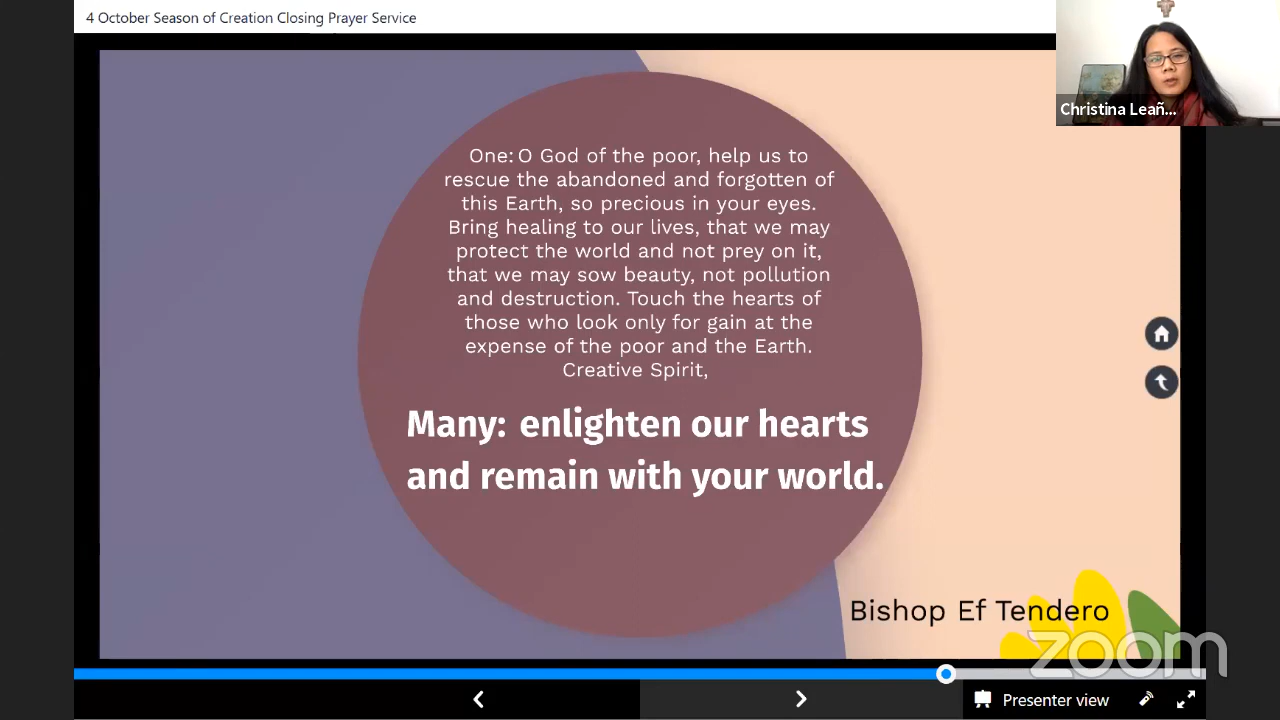 4 October Season of Creation Closing Prayer Service
Christina Leañ...
One: O God of the poor, help us to
rescue the abandoned and forgotten of
this Earth, so precious in your eyes.
Bring healing to our lives, that we may
protect the world and not prey on it,
that we may sow beauty, not pollution
and destruction. Touch the hearts of
those who look only for gain at the
expense of the poor and the Earth.
Creative Spirit,
Many: enlighten our hearts
and remain with your world.
Bishop Ef Tendero
zoom
Presenter view